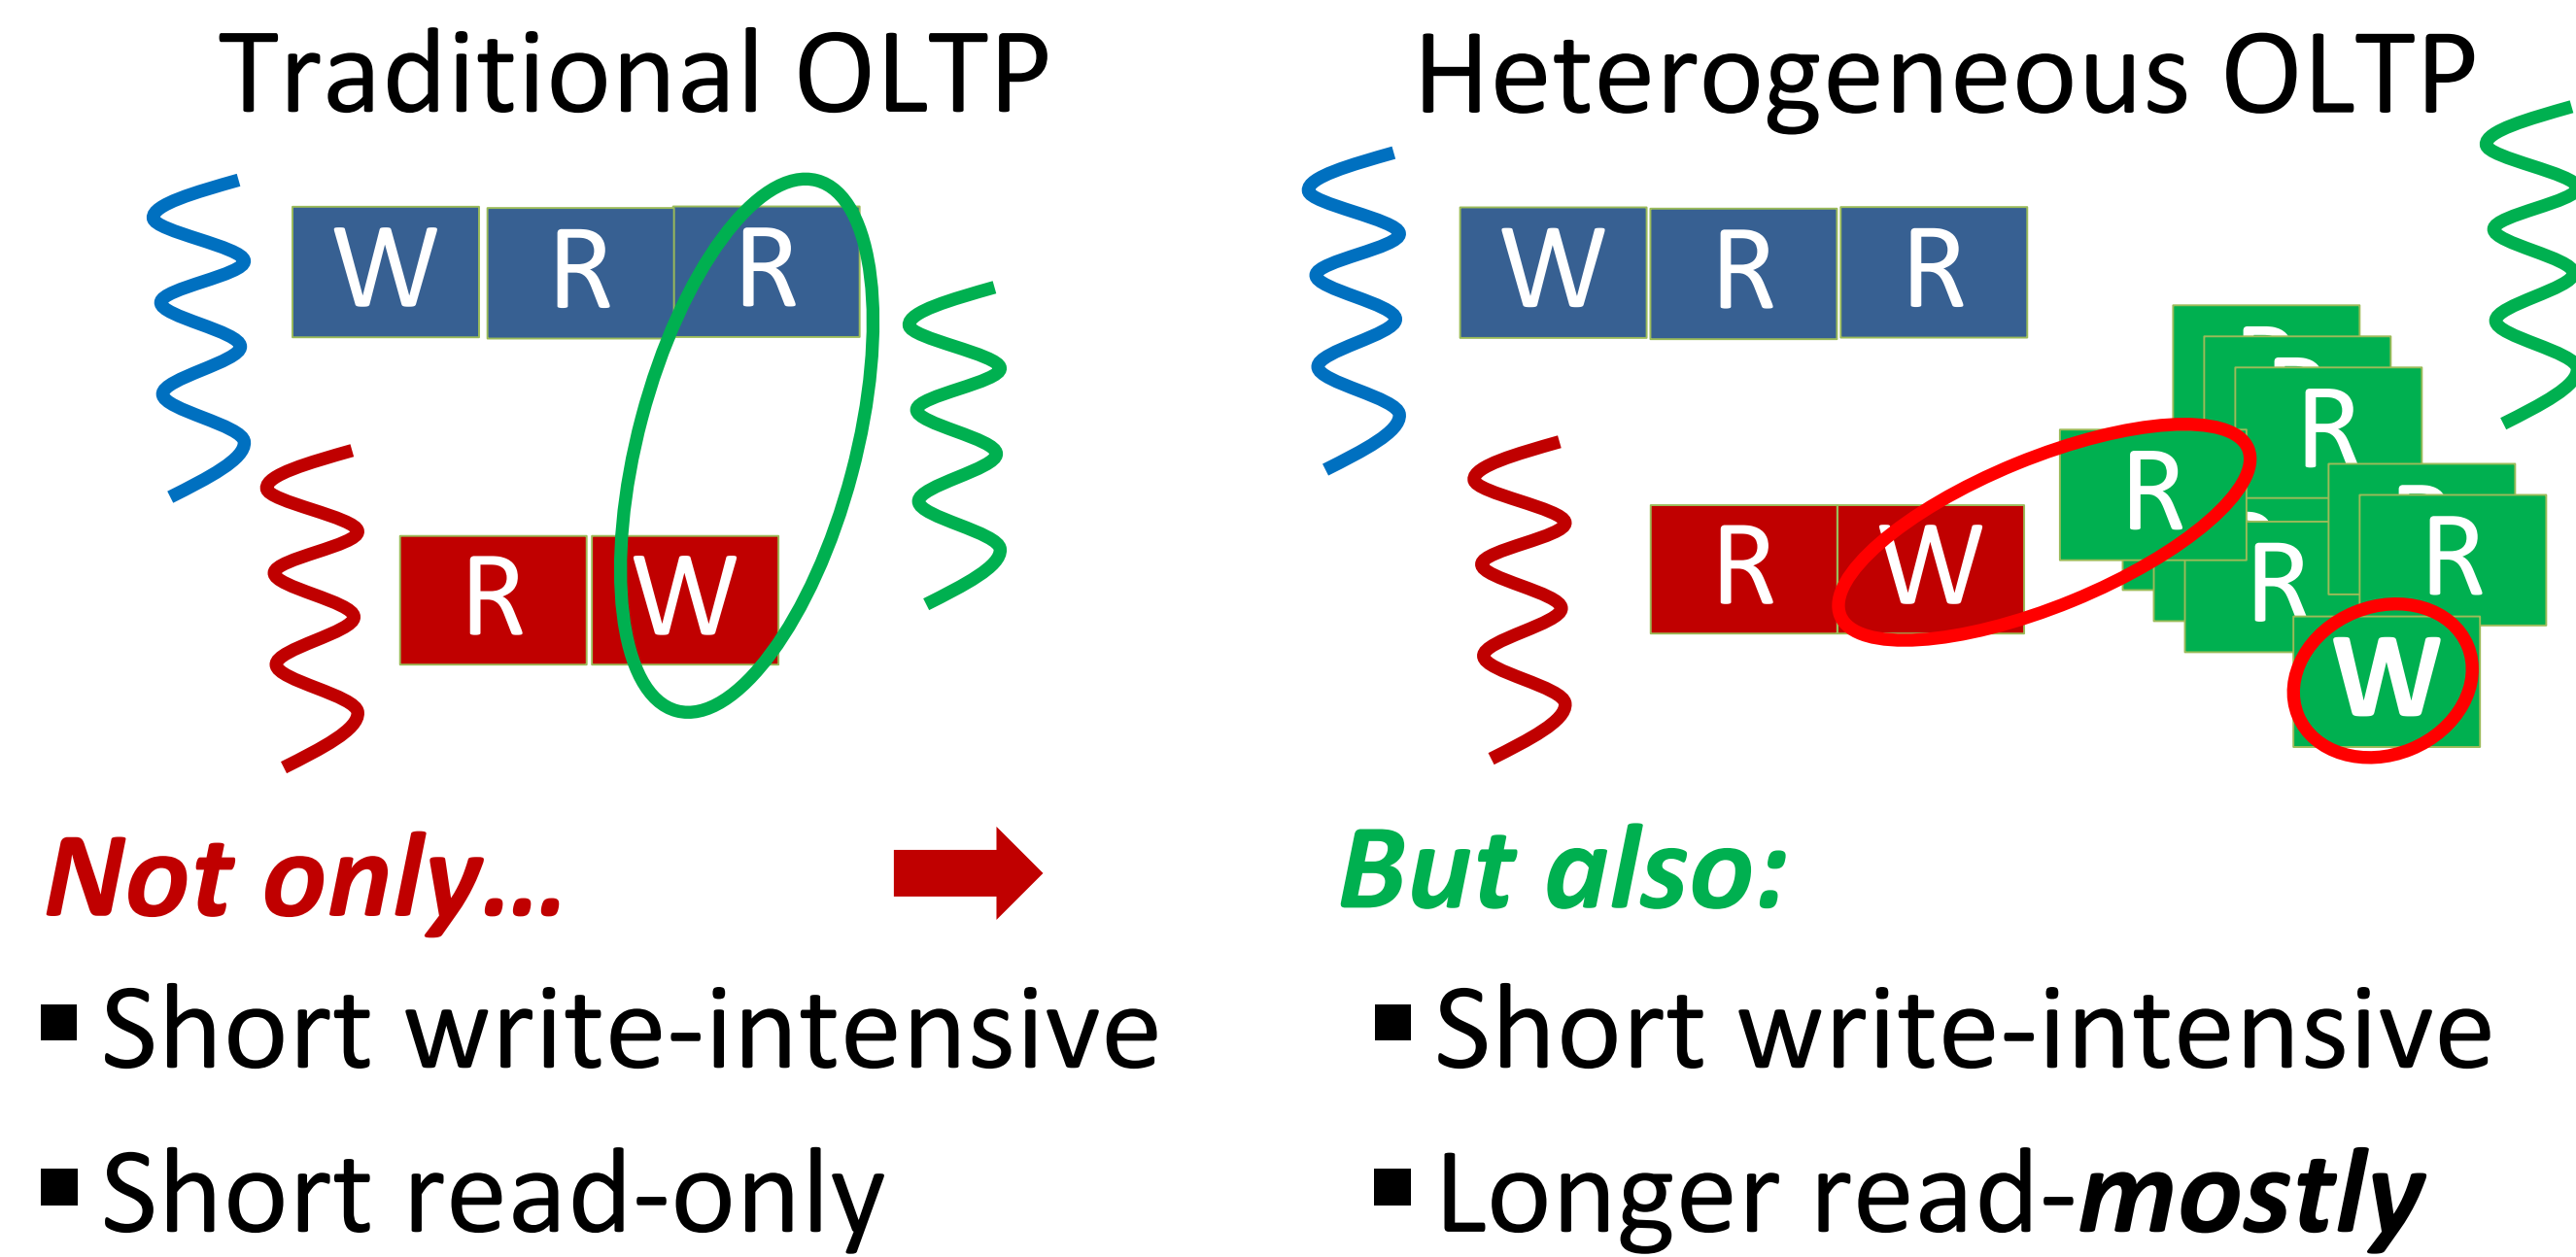 Traditional OLTP
W R R
R W
Not only...
▪ Short write-intensive
▪ Short read-only
Heterogeneous OLTP
W R R
R
R
R
R W
R
R
W
But also:
▪ Short write-intensive
▪ Longer read-mostly